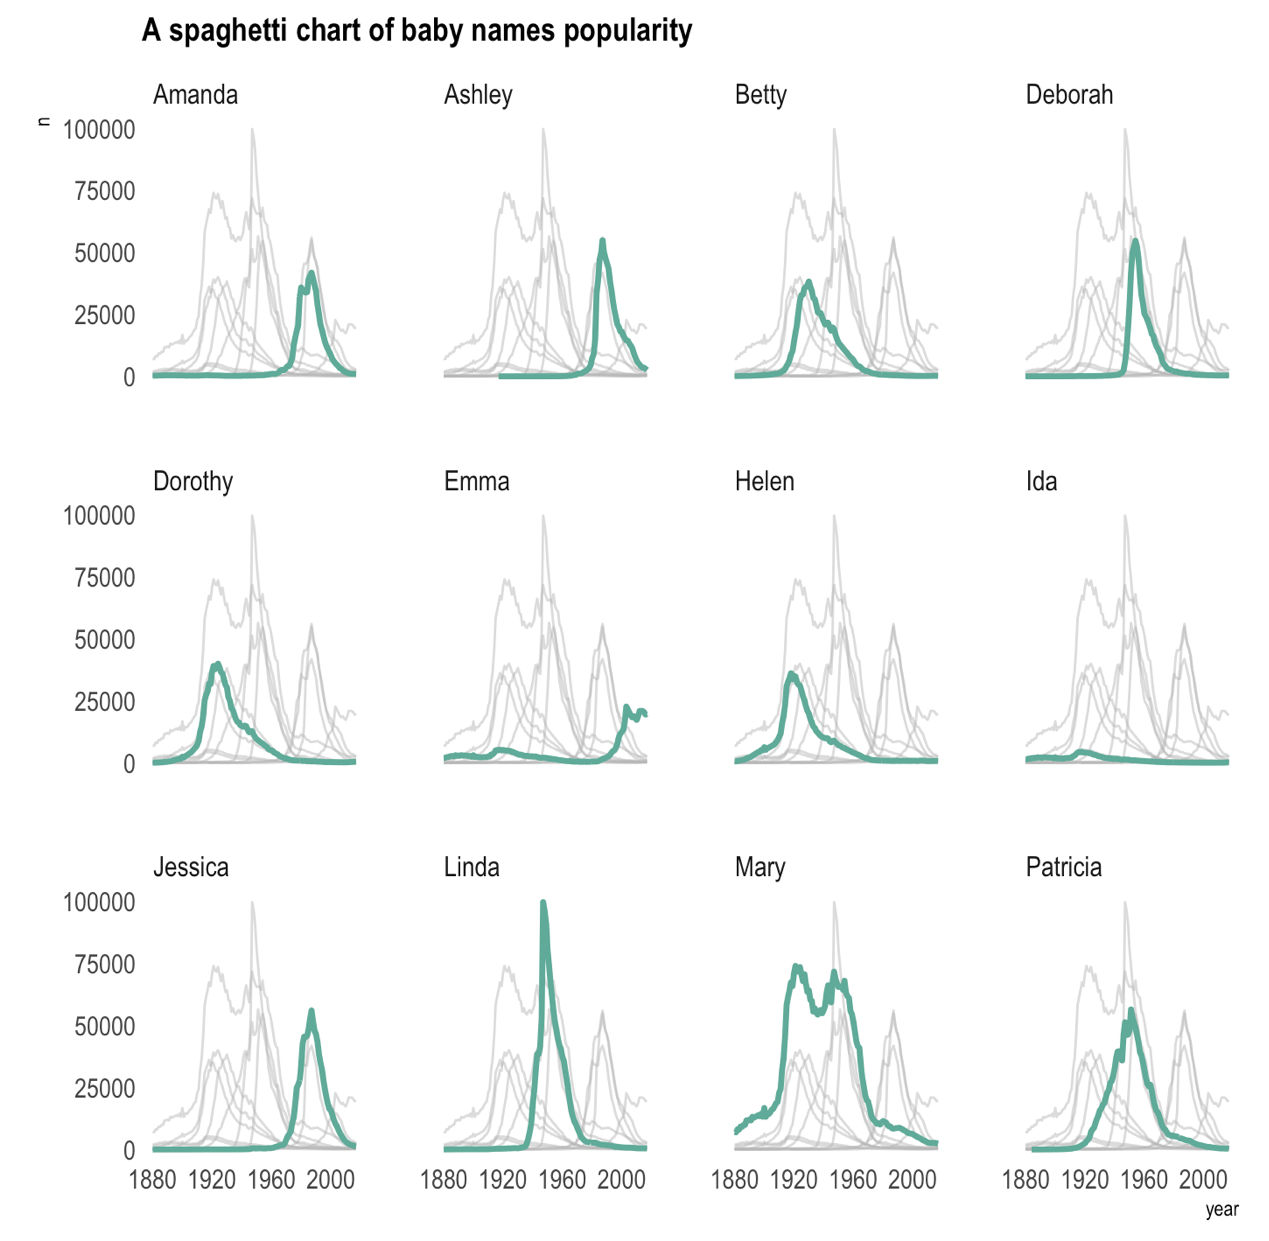 A spaghetti chart of baby names popularity
Amanda Ashley Betty Deborah
n
100000
75000
50000
25000
0
Dorothy Emma Helen Ida
100000
75000
50000
25000
0
Jessica Linda Mary Patricia
100000
75000
50000
25000
0
1880 1920 1960 2000 1880 1920 1960 2000 1880 1920 1960 2000 1880 1920 1960 2000
year